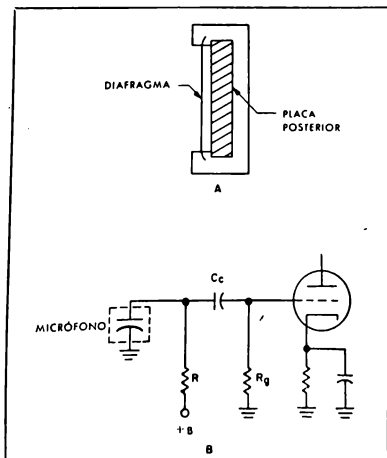 DIAFRAGMA
PLACA
POSTERIOR
A
Cc
MICRÓFONO
R
Rg
+B
B